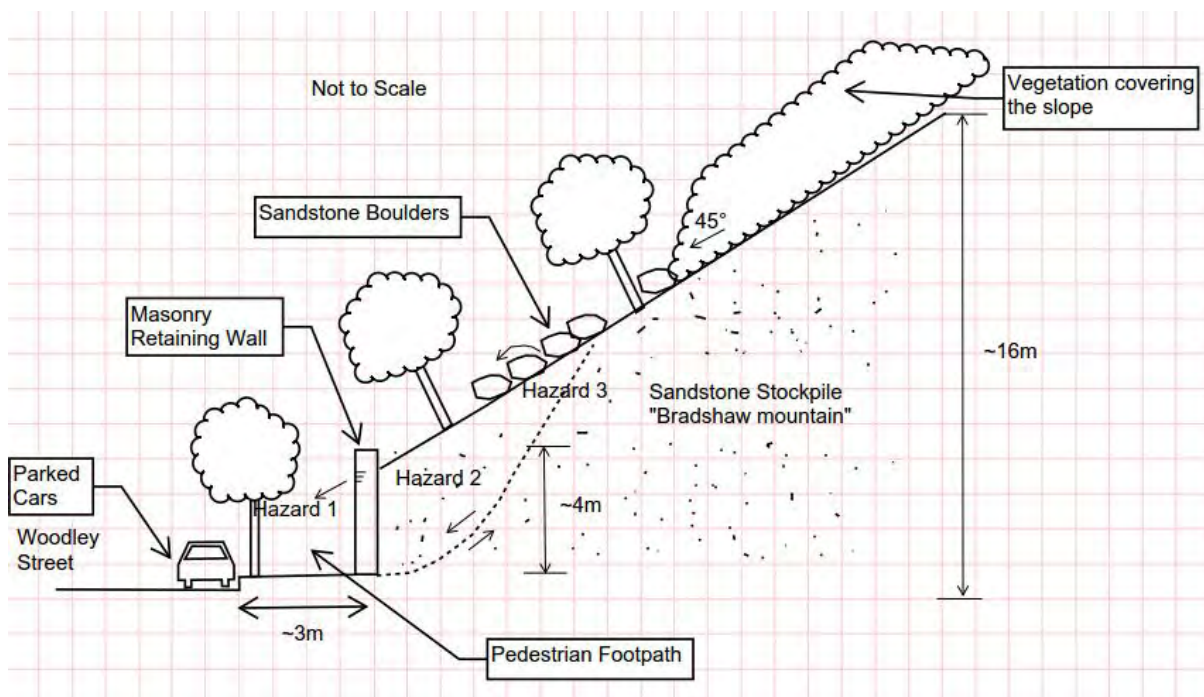 Not to Scale
Vegetation covering
the slope
Sandstone Boulders
45°
Masonry
Retaining Wall
~16m
Hazard 3
Sandstone Stockpile
"Bradshaw mountain"
Parked
Cars
Hazard 2
Hazard 1
~4m
Woodley
Street
~3m
Pedestrian Footpath